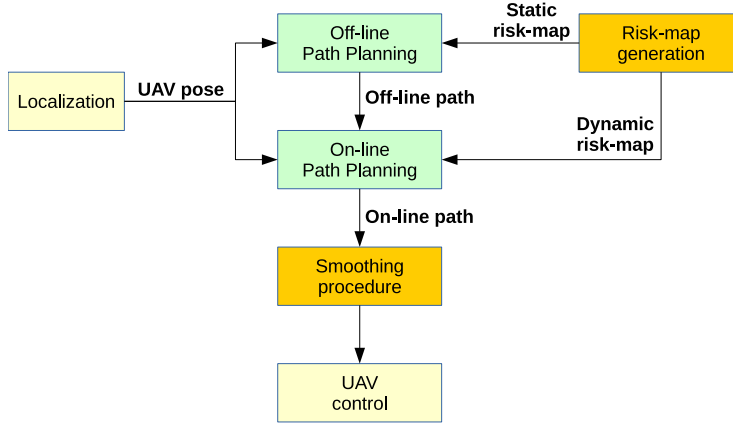 Off-line
Path Planning
Static
risk-map
Risk-map
generation
Localization
UAV pose
Off-line path
Dynamic
risk-map
On-line
Path Planning
On-line path
Smoothing
procedure
UAV
control